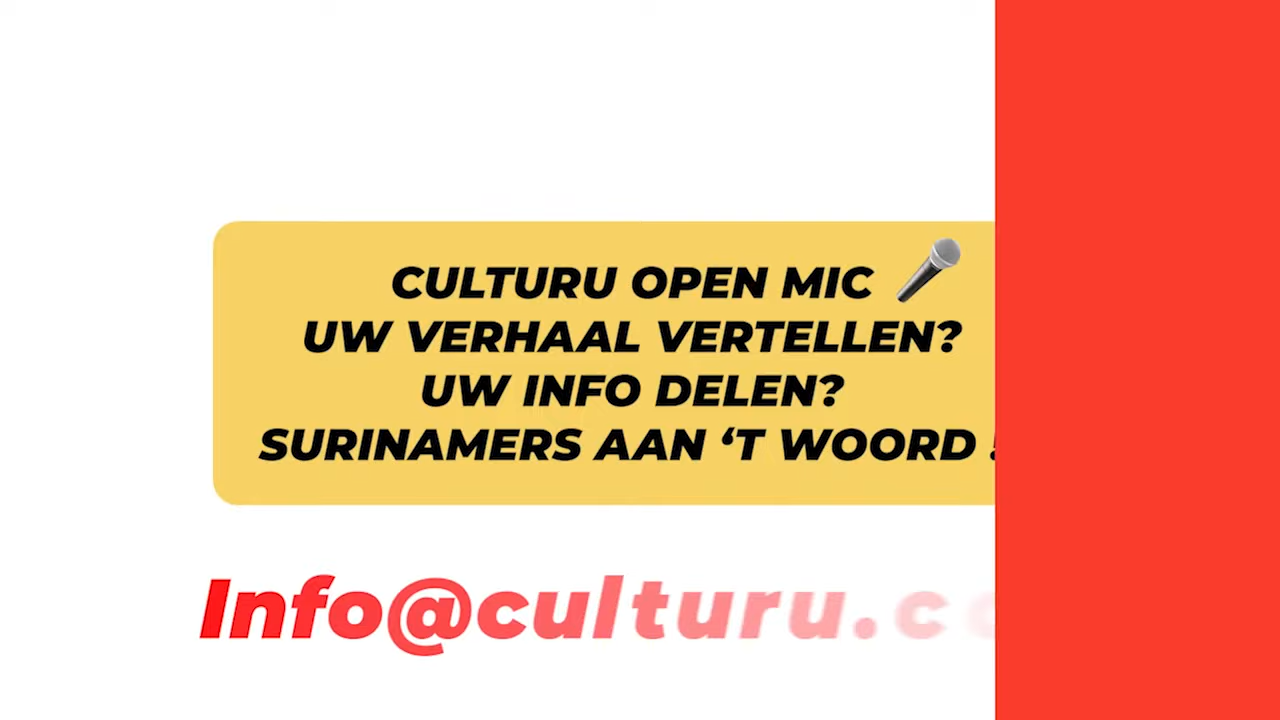 CULTURU OPEN MIC
UW VERHAAL VERTELLEN?
UW INFO DELEN?
SURINAMERS AAN ‘T WOORD !
Info@culturu.c